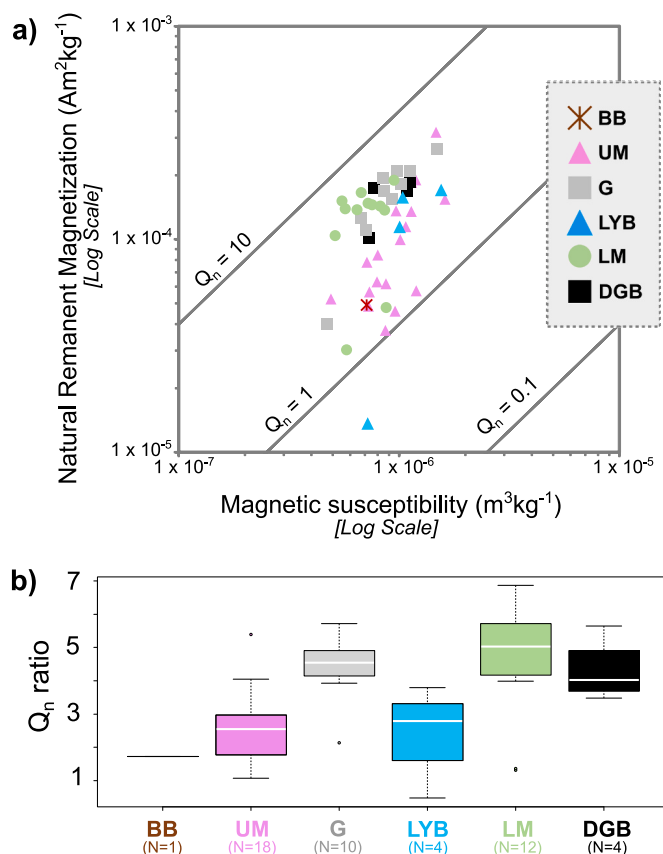 a)
1 x 10⁻³
Natural Remanent Magnetization (Am²kg⁻¹)
[Log Scale]
Qₙ = 10
1 x 10⁻⁴
Qₙ = 1
Qₙ = 0.1
1 x 10⁻⁵
BB
UM
G
LYB
LM
DGB
1 x 10⁻⁷
1 x 10⁻⁶
1 x 10⁻⁵
Magnetic susceptibility (m³kg⁻¹)
[Log Scale]
b)
7
5
3
1
Qₙ ratio
BB UM G LYB LM DGB
(N=1) (N=18) (N=10) (N=4) (N=12) (N=4)